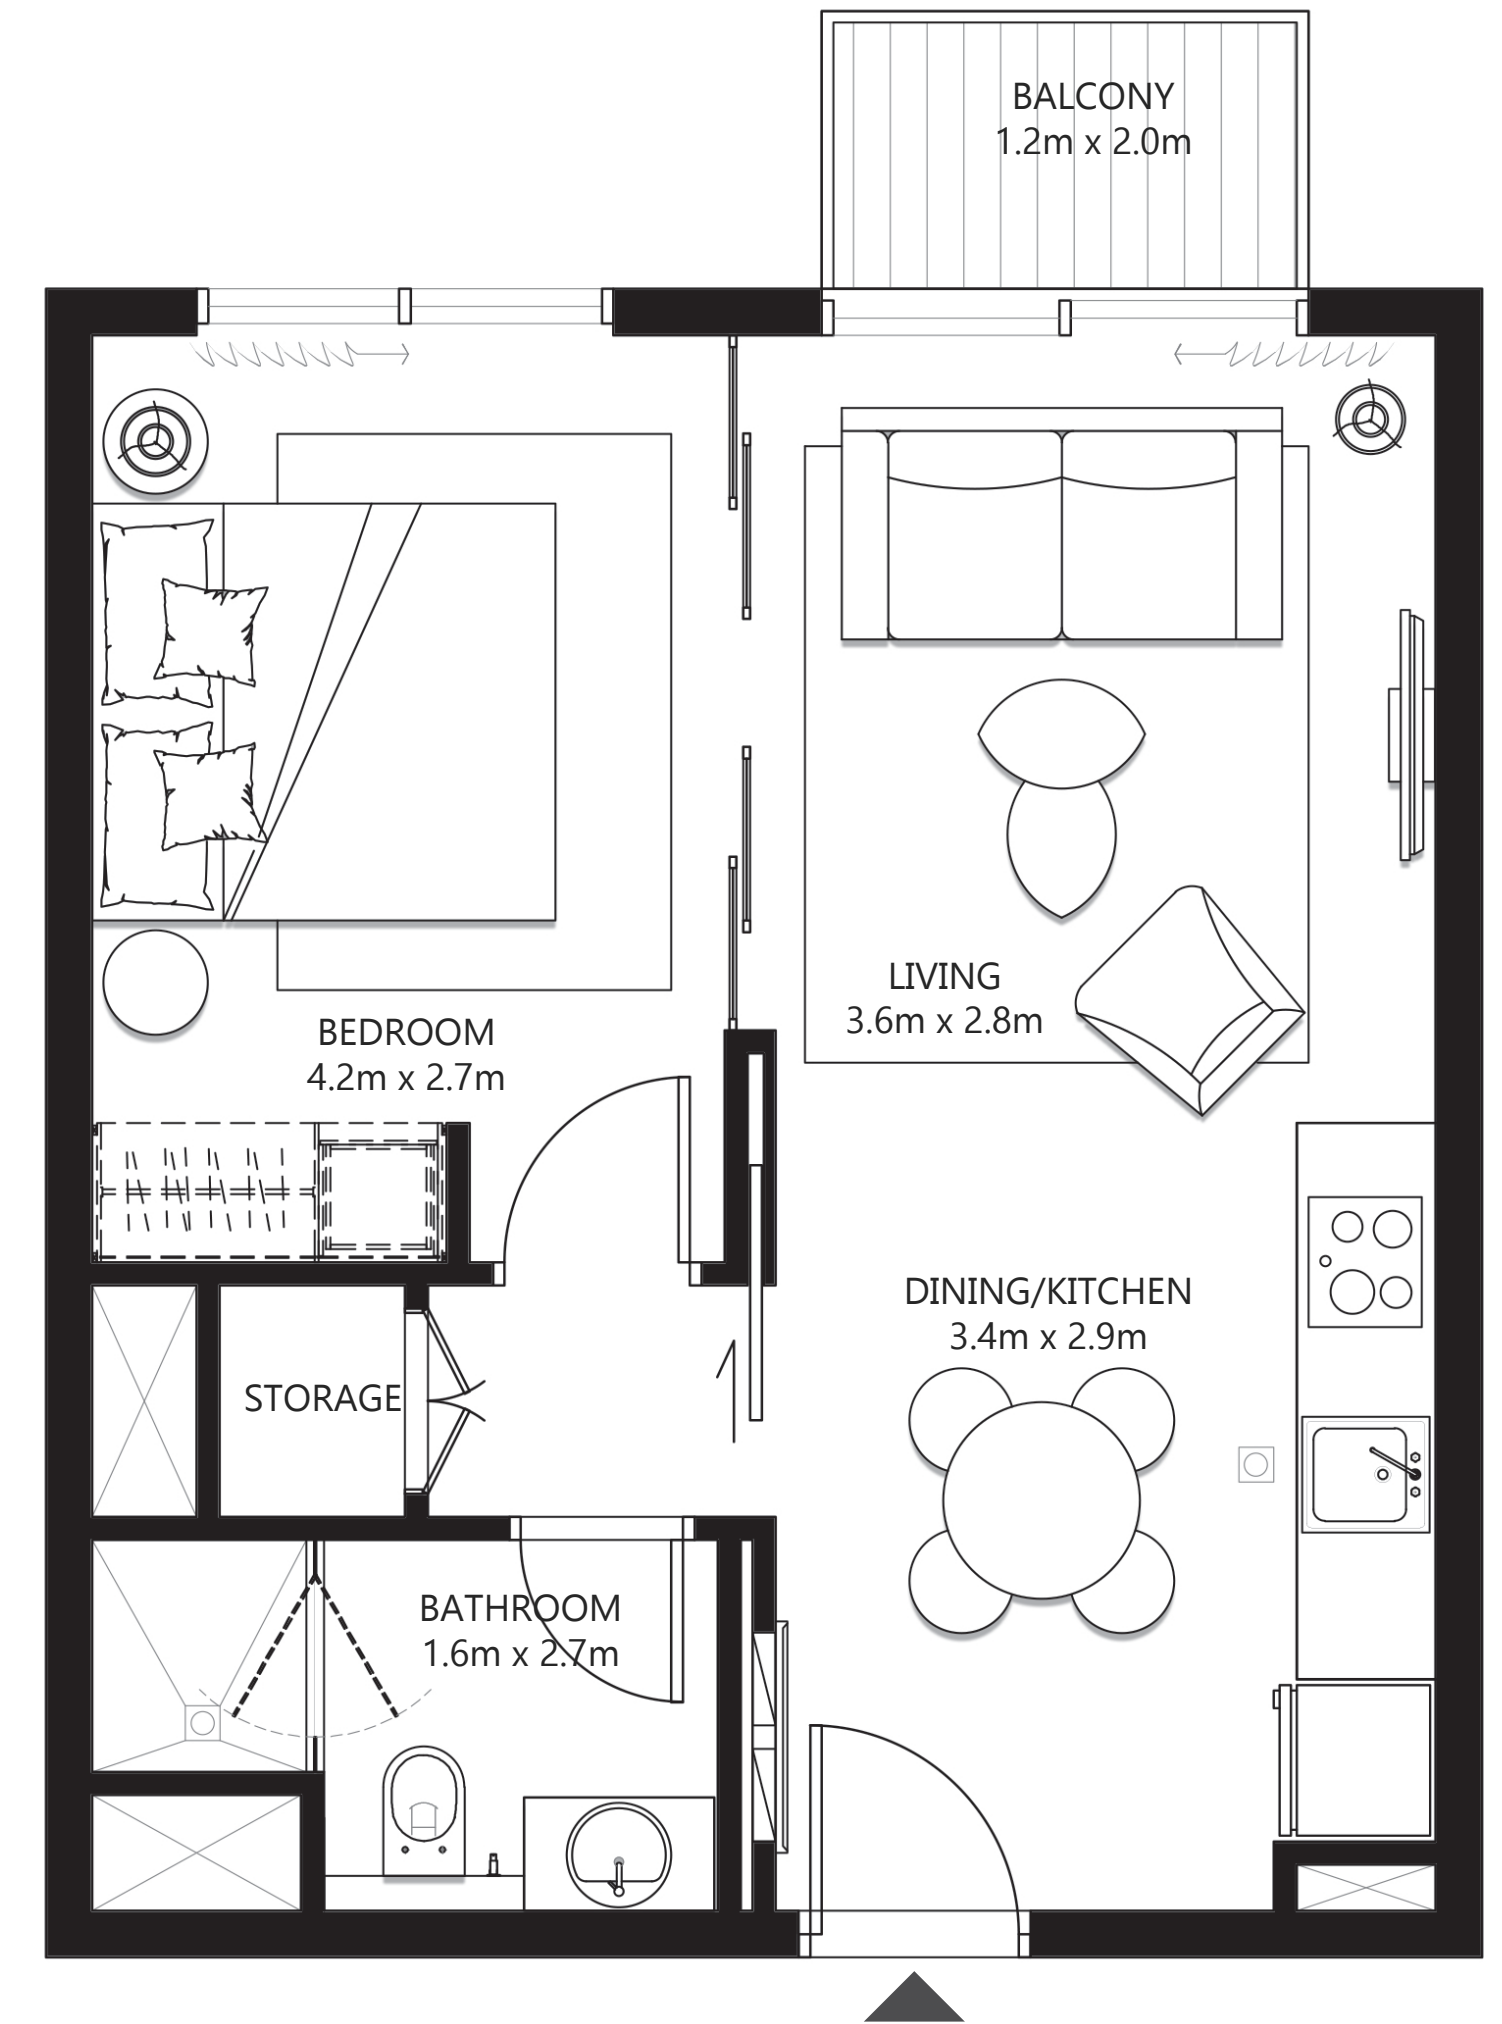 BALCONY
1.2m x 2.0m
LIVING
3.6m x 2.8m
BEDROOM
4.2m x 2.7m
DINING/KITCHEN
3.4m x 2.9m
STORAGE
BATHROOM
1.6m x 2.7m